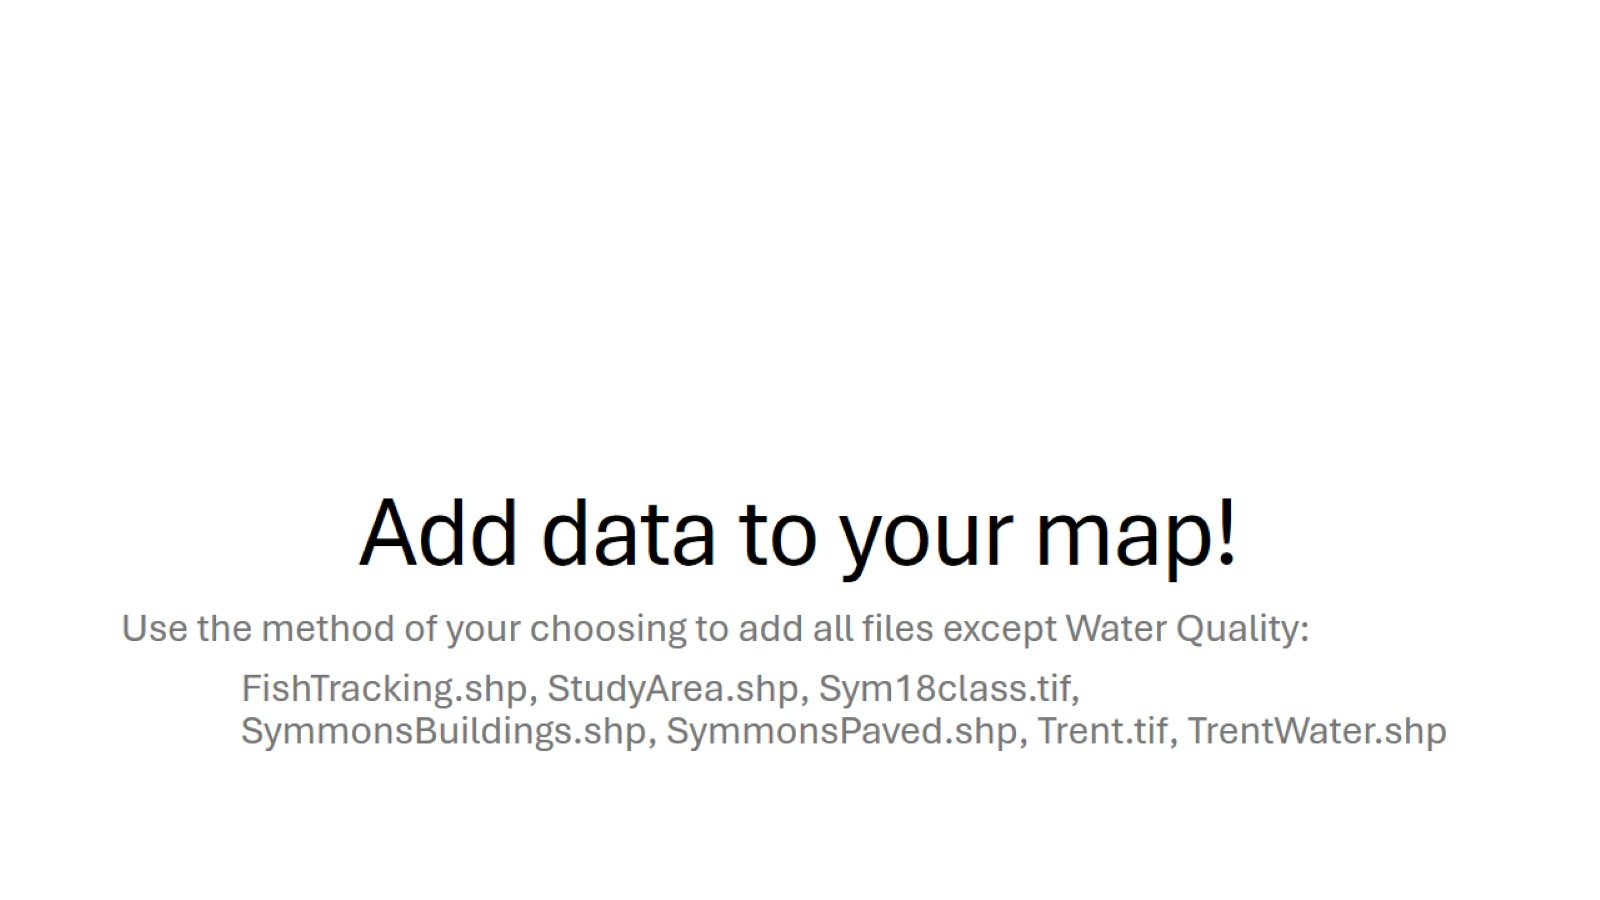 Add data to your map!
Use the method of your choosing to add all files except Water Quality:
FishTracking.shp, StudyArea.shp, Sym18class.tif,
SymmonsBuildings.shp, SymmonsPaved.shp, Trent.tif, TrentWater.shp